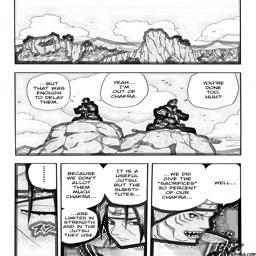 YOU'RE
DONE
TOO,
HUH?
YEAH...
I'M
OUT OF
CHAKRA.
...BUT
THAT WAS
ENOUGH
TO DELAY
THEM.
WELL...
...WE DID
GIVE THE
"SACRIFICES"
30 PERCENT
OF OUR
CHAKRA...
IT IS A
USEFUL
JUTSU,
BUT THE
SUBSTI-
TUTES...
BECAUSE
WE DON'T
ALLOT
THEM
MUCH
CHAKRA...
...ARE
LIMITED IN
STRENGTH
AND IN THE
JUTSU
THEY USE